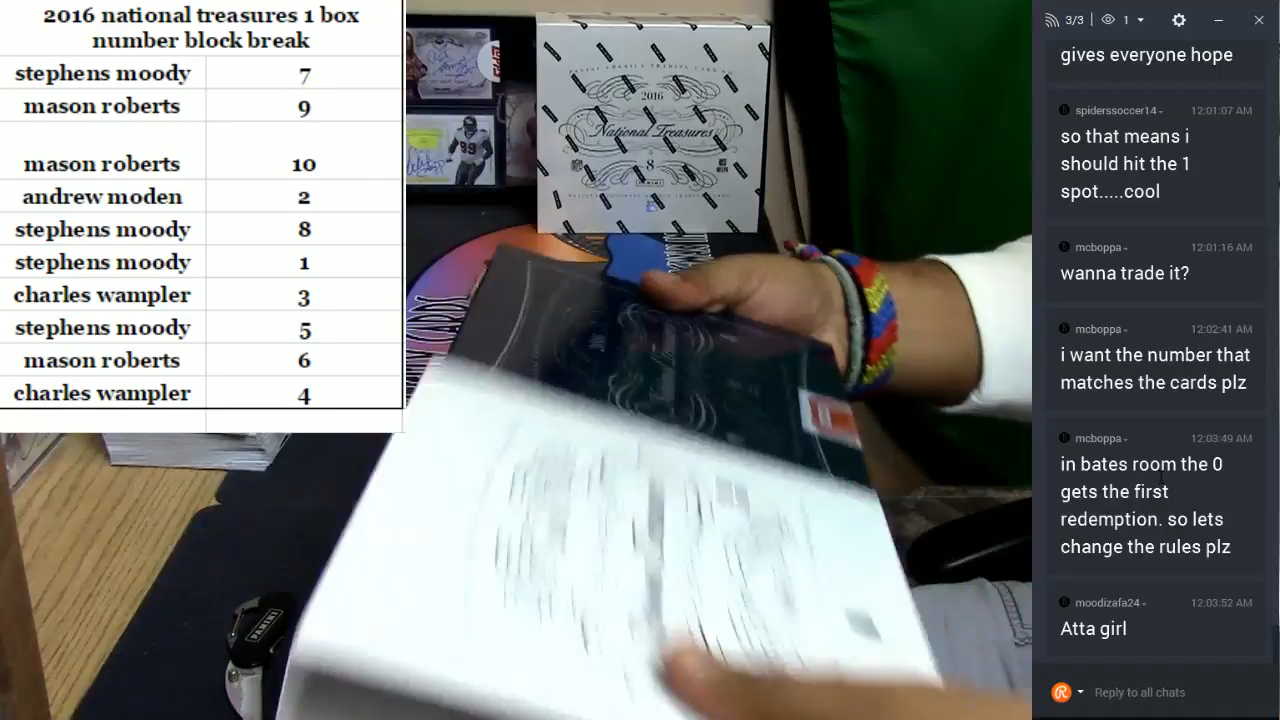 2016 national treasures 1 box
number block break
stephens moody 7
mason roberts 9
mason roberts 10
andrew moden 2
stephens moody 8
stephens moody 1
charles wampler 3
stephens moody 5
mason roberts 6
charles wampler 4
2016
National Treasures
8
PANINI
PANINI
3/3 1
gives everyone hope
spiderssoccer14 12:01:07 AM
so that means i
should hit the 1
spot.....cool
mcboppa 12:01:16 AM
wanna trade it?
mcboppa 12:02:41 AM
i want the number that
matches the cards plz
mcboppa 12:03:49 AM
in bates room the 0
gets the first
redemption. so lets
change the rules plz
moodizafa24 12:03:52 AM
Atta girl
Reply to all chats